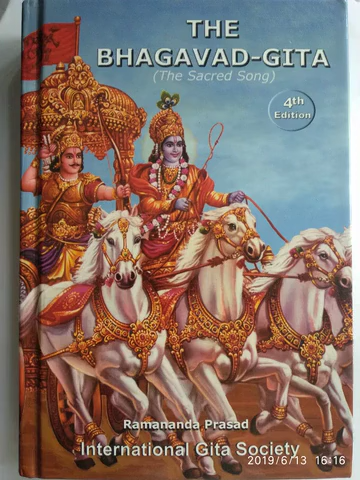 THE
BHAGAVAD-GITA
(The Sacred Song)
4th
Edition
Ramananda Prasad
International Gita Society
2019/6/13 16:16